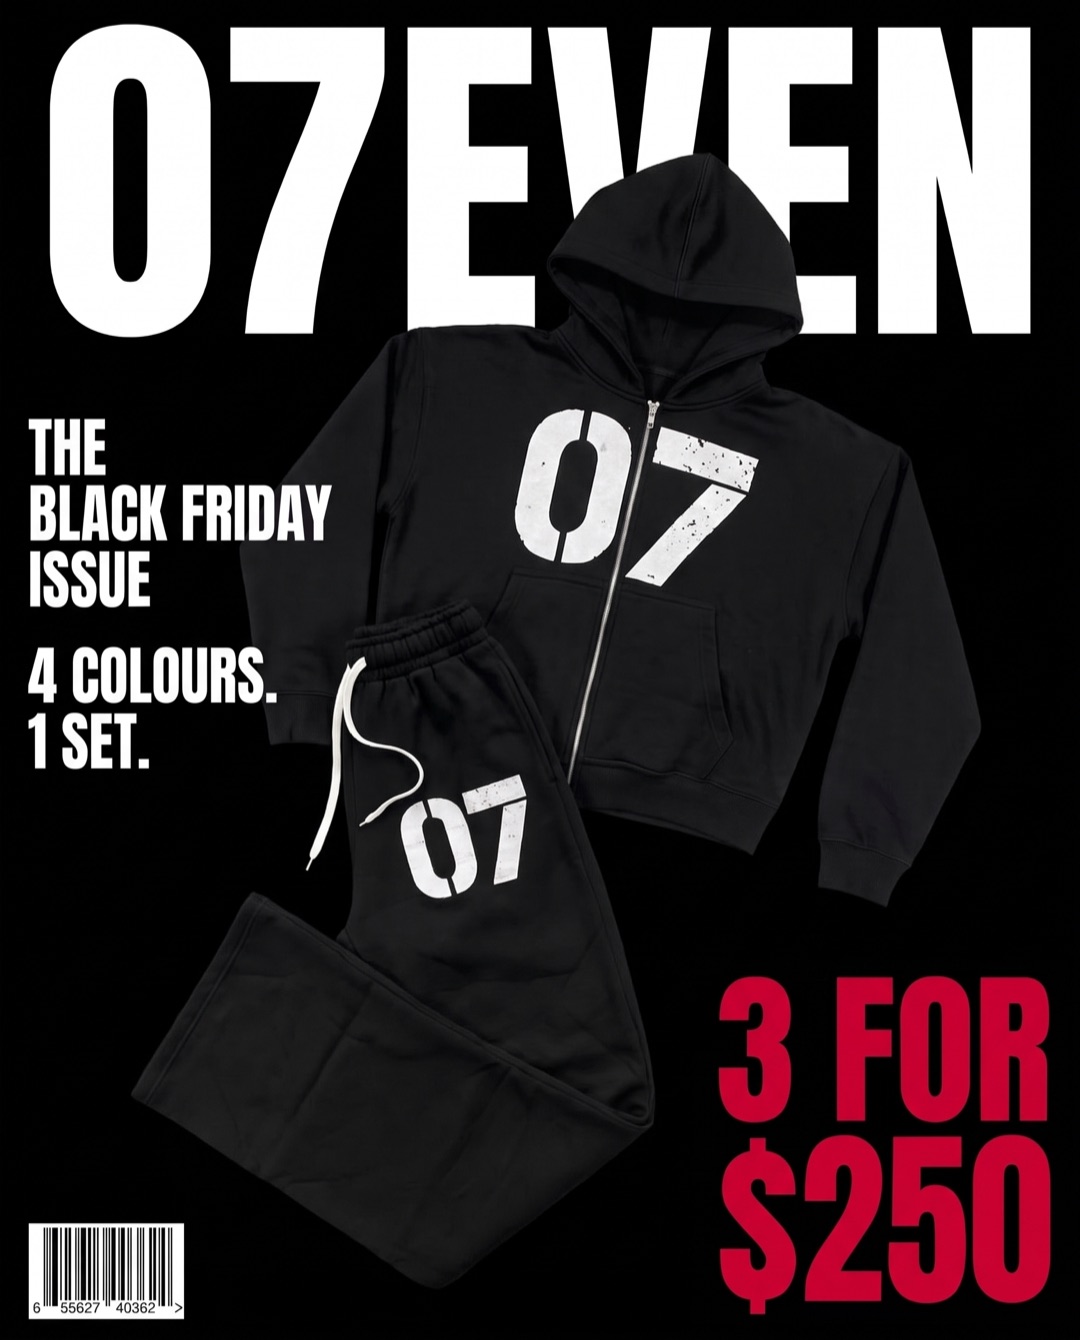 07EVEN
07
THE
BLACK FRIDAY
ISSUE
4 COLOURS.
1 SET.
07
3 FOR
$250
6 55627 40362 >